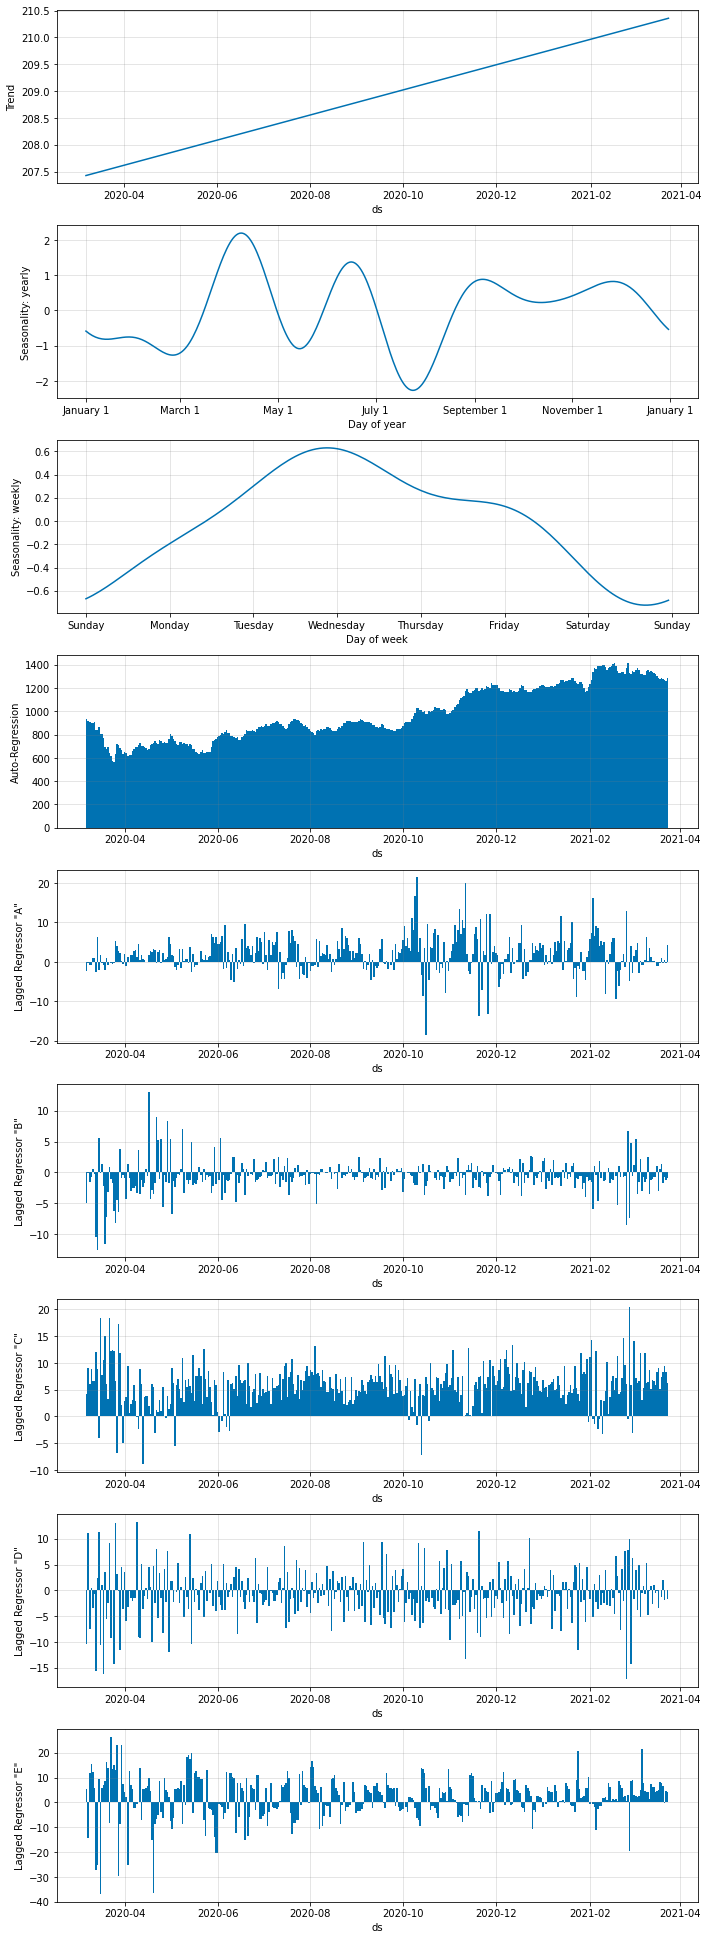 210.5
210.0
209.5
209.0
208.5
208.0
207.5
Trend
2020-04 2020-06 2020-08 2020-10 2020-12 2021-02 2021-04
ds
2
1
0
−1
−2
Seasonality: yearly
January 1 March 1 May 1 July 1 September 1 November 1 January 1
Day of year
0.6
0.4
0.2
0.0
−0.2
−0.4
−0.6
Seasonality: weekly
Sunday Monday Tuesday Wednesday Thursday Friday Saturday Sunday
Day of week
1400
1200
1000
800
600
400
200
0
Auto-Regression
2020-04 2020-06 2020-08 2020-10 2020-12 2021-02 2021-04
ds
20
10
0
−10
−20
Lagged Regressor "A"
2020-04 2020-06 2020-08 2020-10 2020-12 2021-02 2021-04
ds
10
5
0
−5
−10
Lagged Regressor "B"
2020-04 2020-06 2020-08 2020-10 2020-12 2021-02 2021-04
ds
20
15
10
5
0
−5
−10
Lagged Regressor "C"
2020-04 2020-06 2020-08 2020-10 2020-12 2021-02 2021-04
ds
10
5
0
−5
−10
−15
Lagged Regressor "D"
2020-04 2020-06 2020-08 2020-10 2020-12 2021-02 2021-04
ds
20
10
0
−10
−20
−30
−40
Lagged Regressor "E"
2020-04 2020-06 2020-08 2020-10 2020-12 2021-02 2021-04
ds